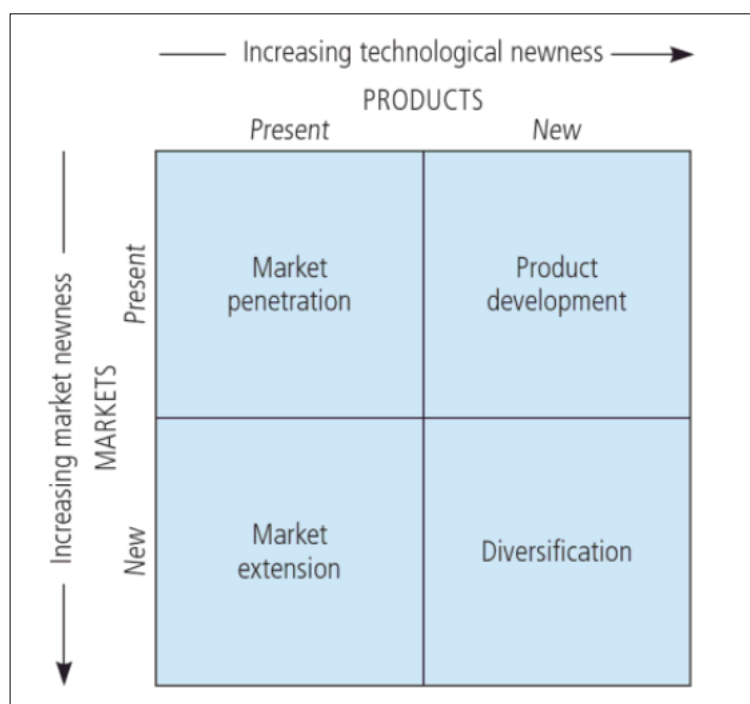 Increasing technological newness
PRODUCTS
Present
New
Increasing market newness
MARKETS
Present
Market
penetration
Product
development
New
Market
extension
Diversification